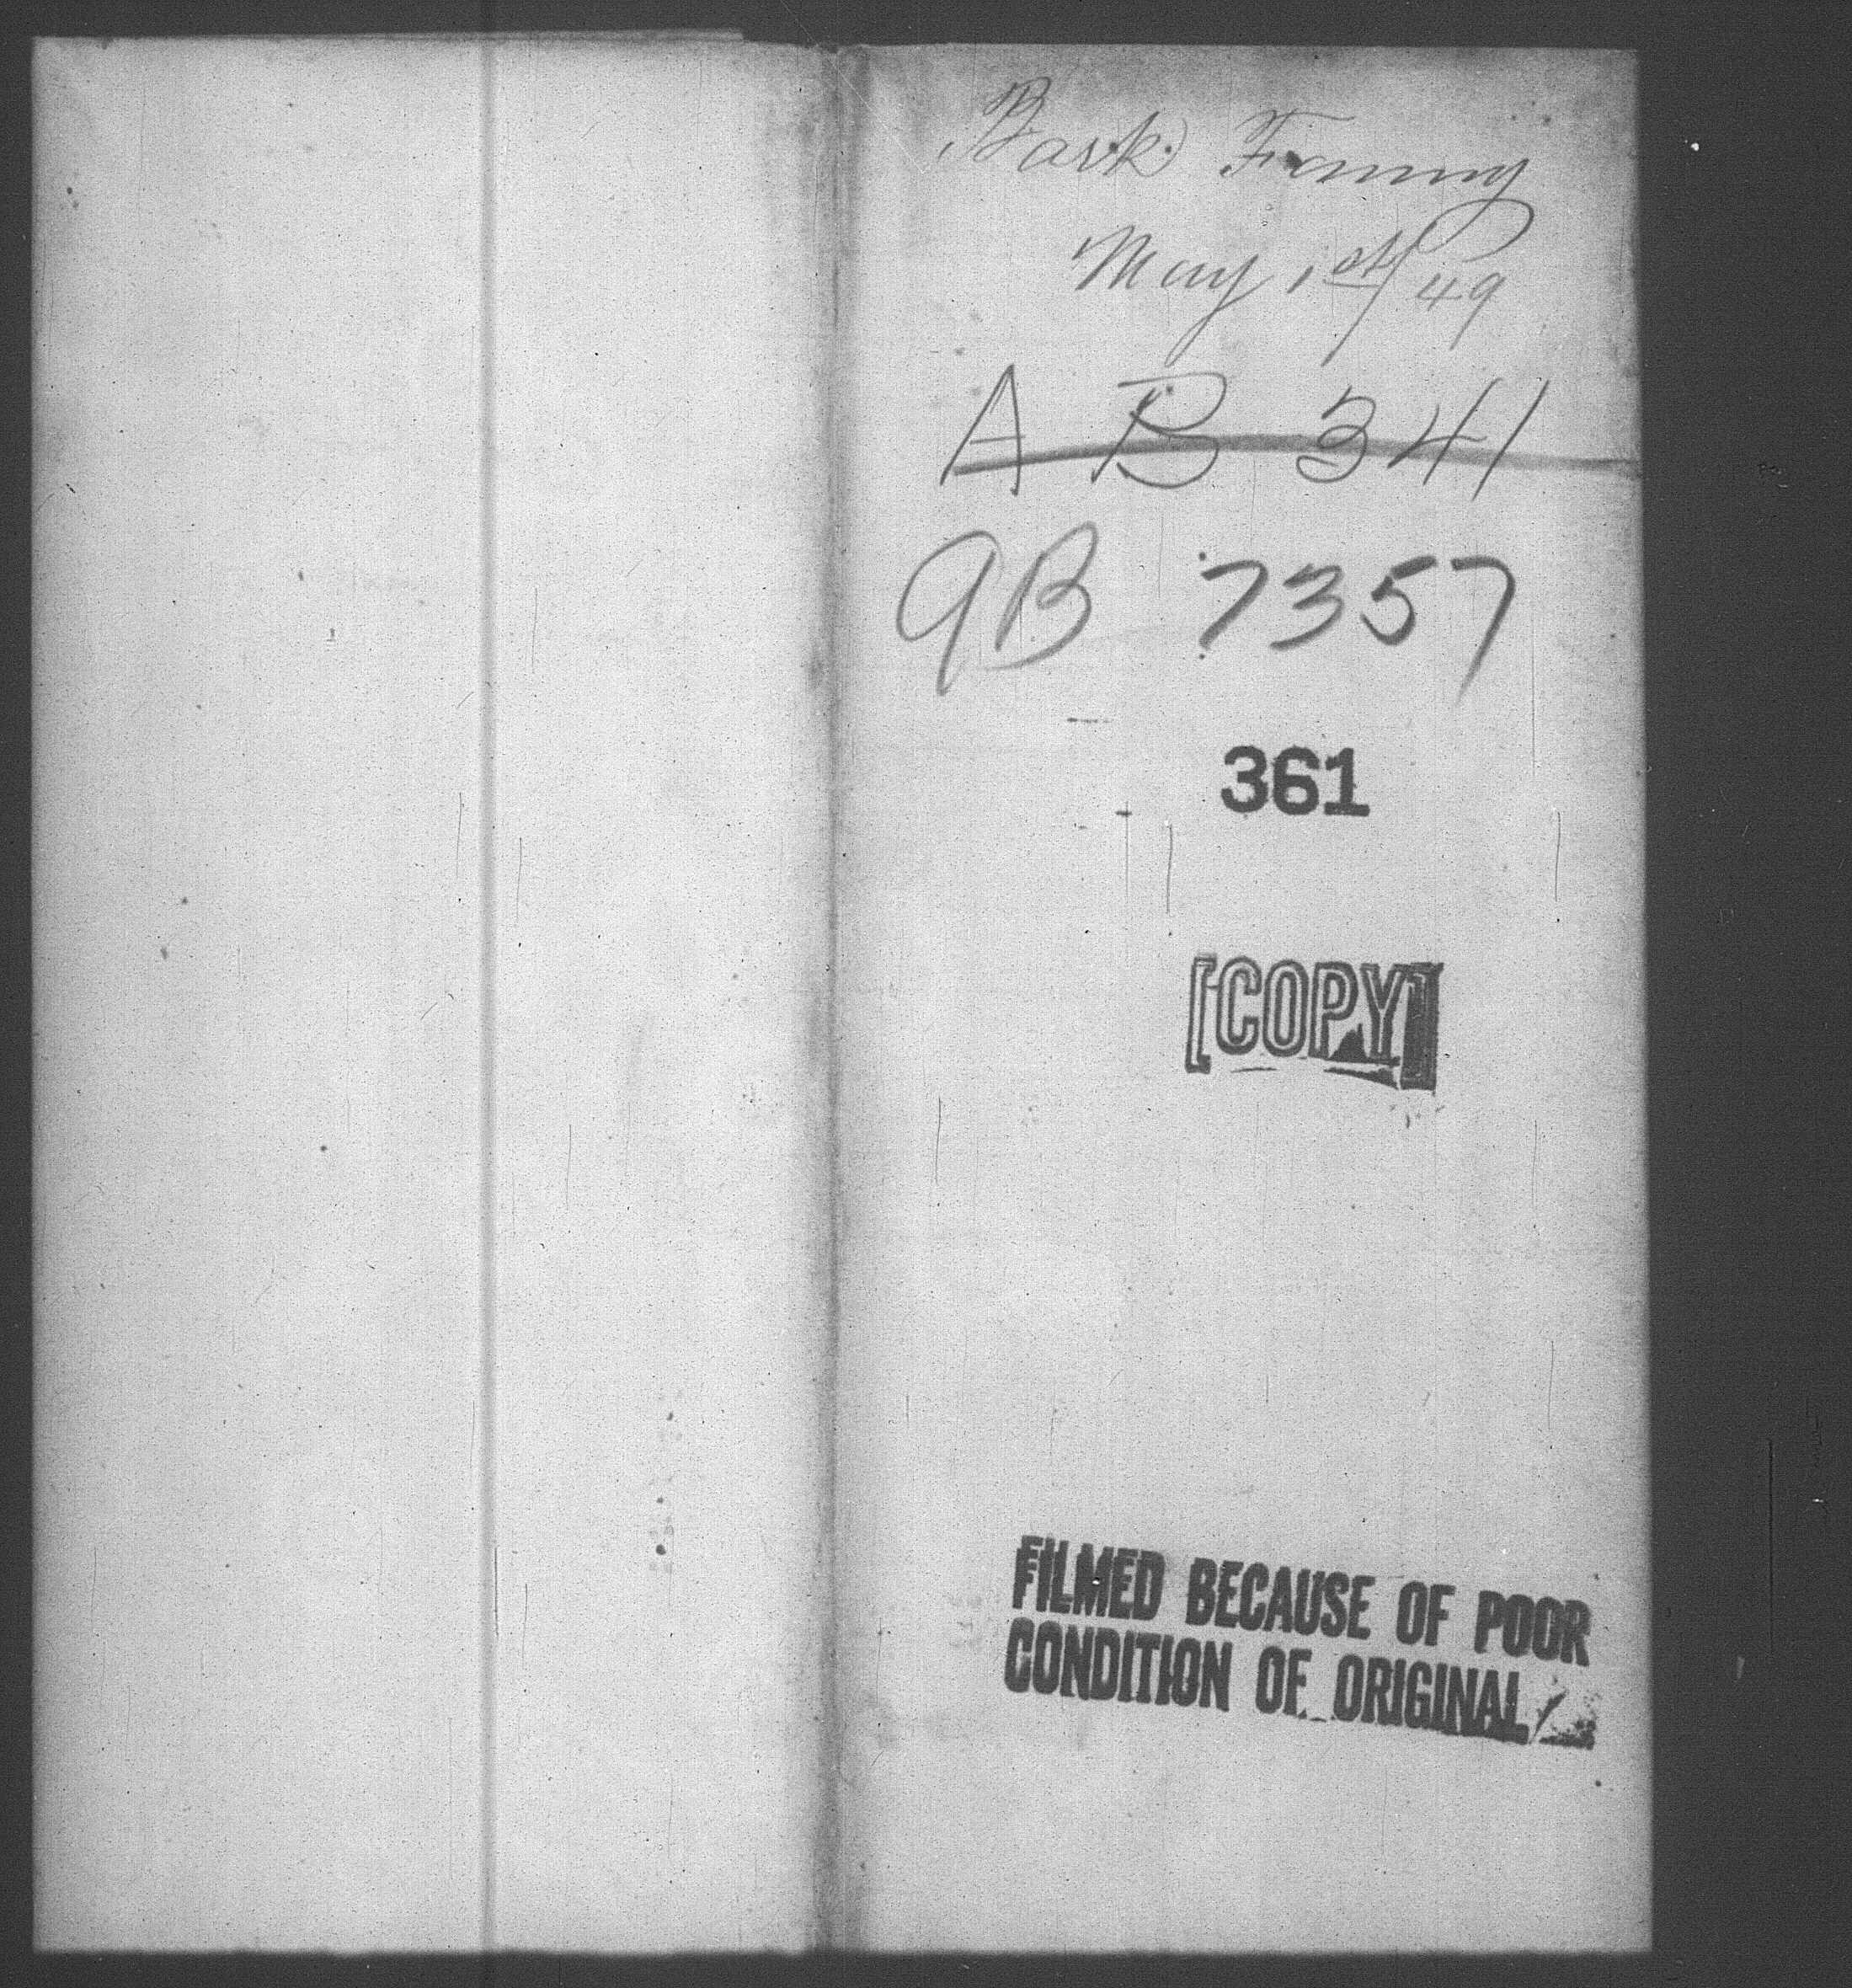 Bark Fanny
May 1st/49
A B 341
9B 7357
361
[COPY]
FILMED BECAUSE OF POOR
CONDITION OF ORIGINAL